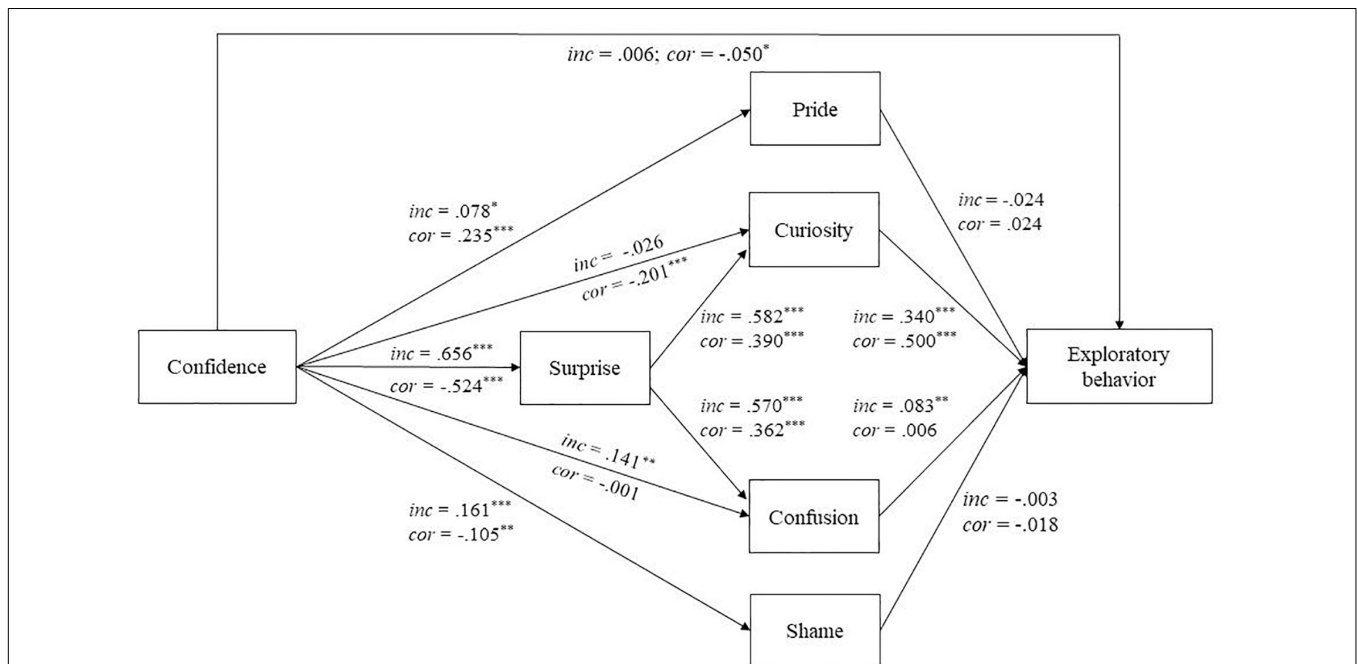 inc = .006; cor = -.050*
Pride
inc = .078*
cor = .235***
inc = -.024
cor = .024
Curiosity
inc = -.026
cor = -.201***
inc = .582***
cor = .390***
inc = .340***
cor = .500***
Confidence
inc = .656***
cor = -.524***
Surprise
Exploratory
behavior
inc = .570***
cor = .362***
inc = .083**
cor = .006
inc = .141**
cor = -.001
Confusion
inc = .161***
cor = -.105**
inc = -.003
cor = -.018
Shame